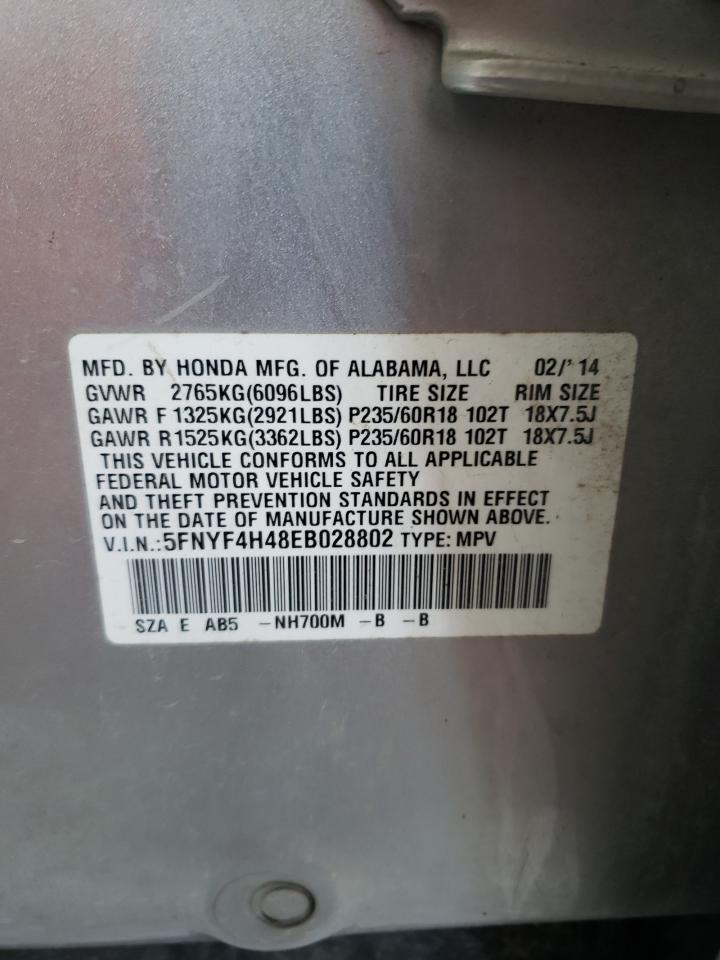 MFD. BY HONDA MFG. OF ALABAMA, LLC 02/'14
GVWR 2765KG(6096LBS) TIRE SIZE RIM SIZE
GAWR F 1325KG(2921LBS) P235/60R18 102T 18X7.5J
GAWR R 1525KG(3362LBS) P235/60R18 102T 18X7.5J
THIS VEHICLE CONFORMS TO ALL APPLICABLE
FEDERAL MOTOR VEHICLE SAFETY
AND THEFT PREVENTION STANDARDS IN EFFECT
ON THE DATE OF MANUFACTURE SHOWN ABOVE.
V.I.N.: 5FNYF4H48EB028802 TYPE: MPV
SZA E AB5 -NH700M -B -B